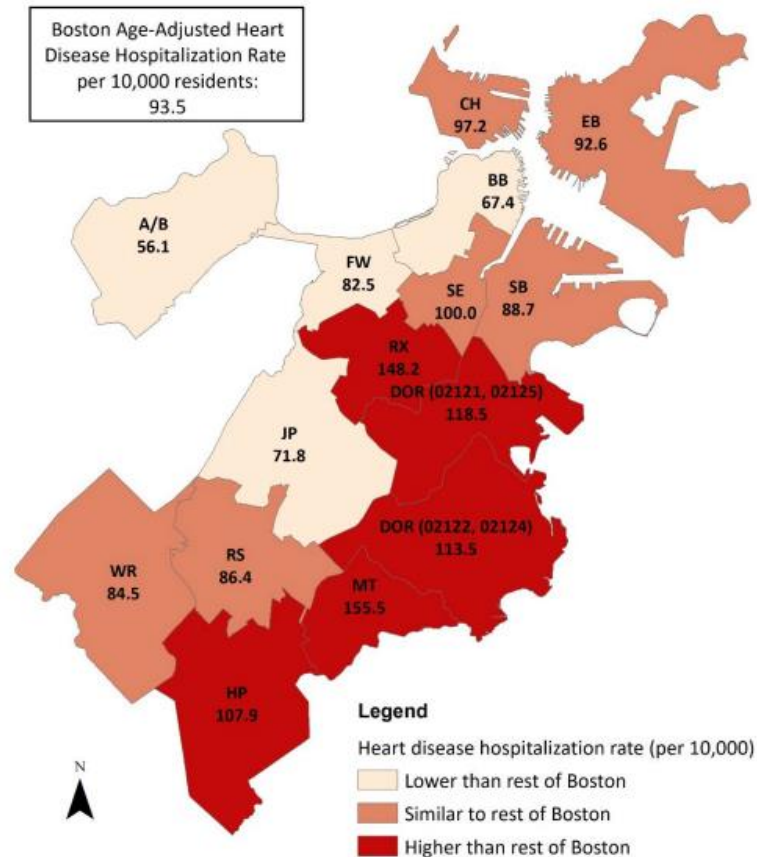 Boston Age-Adjusted Heart
Disease Hospitalization Rate
per 10,000 residents:
93.5
CH
97.2
EB
92.6
BB
67.4
A/B
56.1
FW
82.5
SE
100.0
SB
88.7
RX
148.2
DOR (02121, 02125)
118.5
JP
71.8
DOR (02122, 02124)
113.5
WR
84.5
RS
86.4
MT
155.5
HP
107.9
N
Legend
Heart disease hospitalization rate (per 10,000)
Lower than rest of Boston
Similar to rest of Boston
Higher than rest of Boston